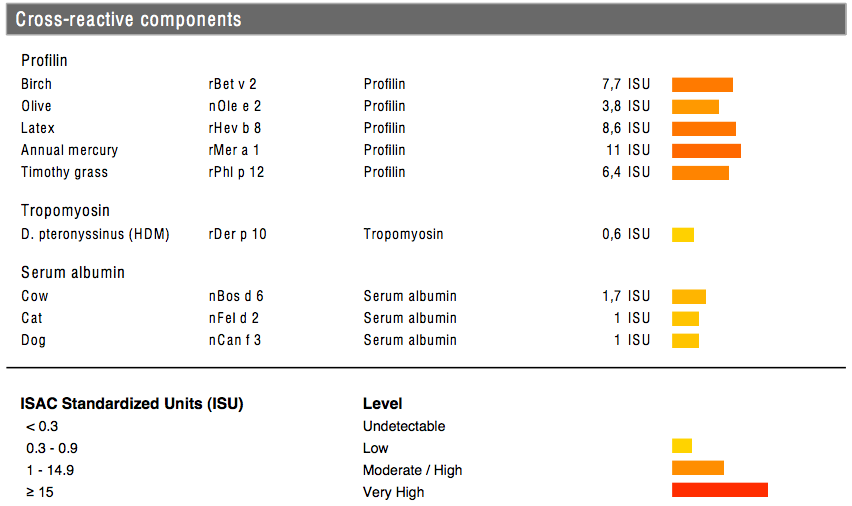 Cross-reactive components
Profilin
Birch rBet v 2 Profilin 7,7 ISU
Olive nOle e 2 Profilin 3,8 ISU
Latex rHev b 8 Profilin 8,6 ISU
Annual mercury rMer a 1 Profilin 11 ISU
Timothy grass rPhl p 12 Profilin 6,4 ISU
Tropomyosin
D. pteronyssinus (HDM) rDer p 10 Tropomyosin 0,6 ISU
Serum albumin
Cow nBos d 6 Serum albumin 1,7 ISU
Cat nFel d 2 Serum albumin 1 ISU
Dog nCan f 3 Serum albumin 1 ISU
ISAC Standardized Units (ISU) Level
< 0.3 Undetectable
0.3 - 0.9 Low
1 - 14.9 Moderate / High
≥ 15 Very High